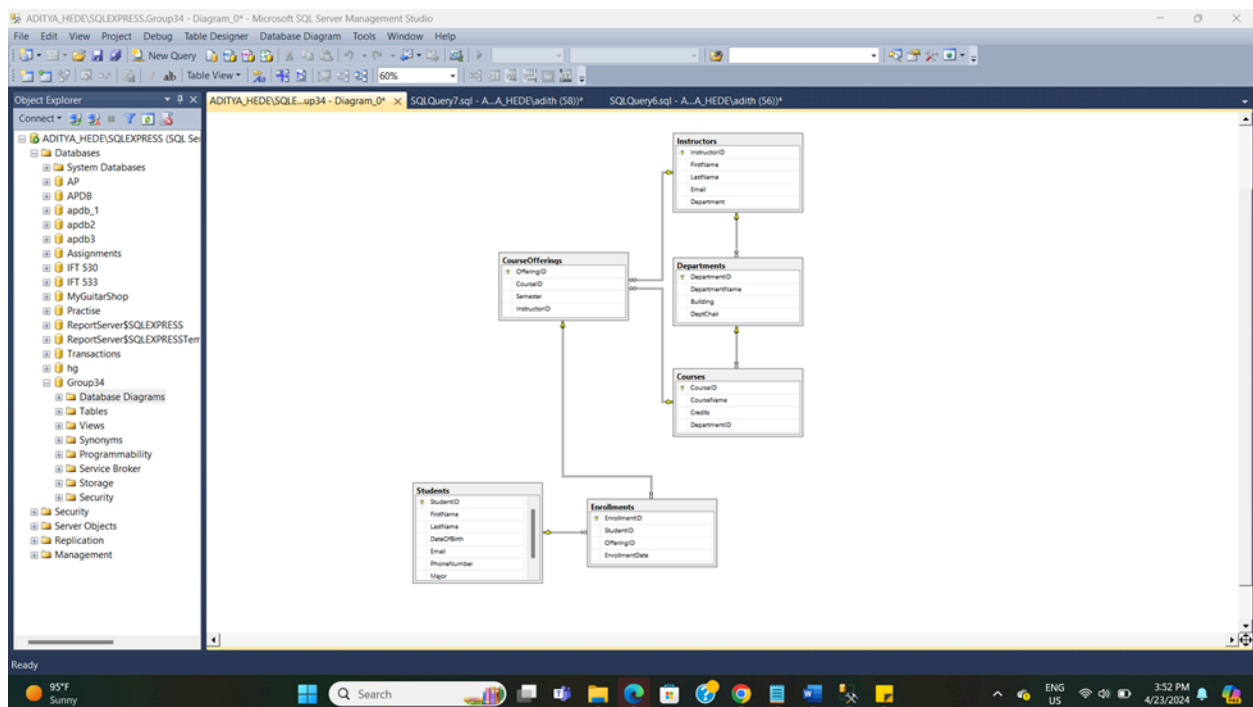 ADITYA_HEDE\SQLEXPRESS.Group34 - Diagram_0* - Microsoft SQL Server Management Studio
File Edit View Project Debug Table Designer Database Diagram Tools Window Help
New Query
ab Table View 60%
Object Explorer
ADITYA_HEDE\SQLE...up34 - Diagram_0*
SQLQuery7.sql - A...A_HEDE\adith (58))*
SQLQuery6.sql - A...A_HEDE\adith (56))*
Connect
ADITYA_HEDE\SQLEXPRESS (SQL Se
Databases
System Databases
AP
APDB
apdb_1
apdb2
apdb3
Assignments
IFT 530
IFT 533
MyGuitarShop
Practise
ReportServer$SQLEXPRESS
ReportServer$SQLEXPRESSTem
Transactions
hg
Group34
Database Diagrams
Tables
Views
Synonyms
Programmability
Service Broker
Storage
Security
Security
Server Objects
Replication
Management
Instructors
InstructorID
FirstName
LastName
Email
Department
CourseOfferings
OfferingID
CourseID
Semester
InstructorID
Departments
DepartmentID
DepartmentName
Building
DeptChair
Courses
CourseID
CourseName
Credits
DepartmentID
Students
StudentID
FirstName
LastName
DateOfBirth
Email
PhoneNumber
Major
Enrollments
EnrollmentID
StudentID
OfferingID
EnrollmentDate
Ready
95°F
Sunny
Search
ENG
US
3:52 PM
4/23/2024